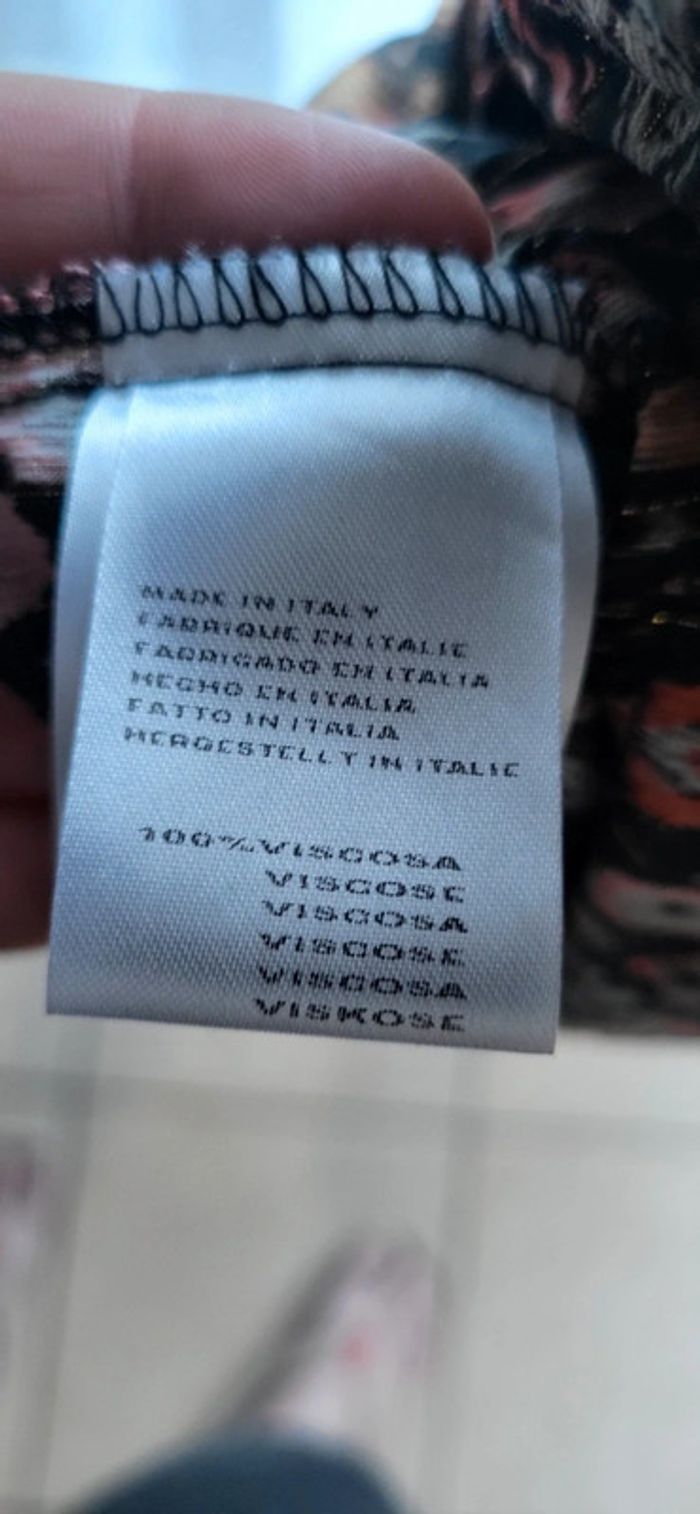 MADE IN ITALY
FABRIQUE EN ITALIE
FABRIGADO EN ITALIA
HECHO EN ITALIA
FATTO IN ITALIA
HERGESTELLT IN ITALIE
100%VISCOSA
VISCOSE
VISCOSA
VISCOSE
VISCOSA
VISKOSE